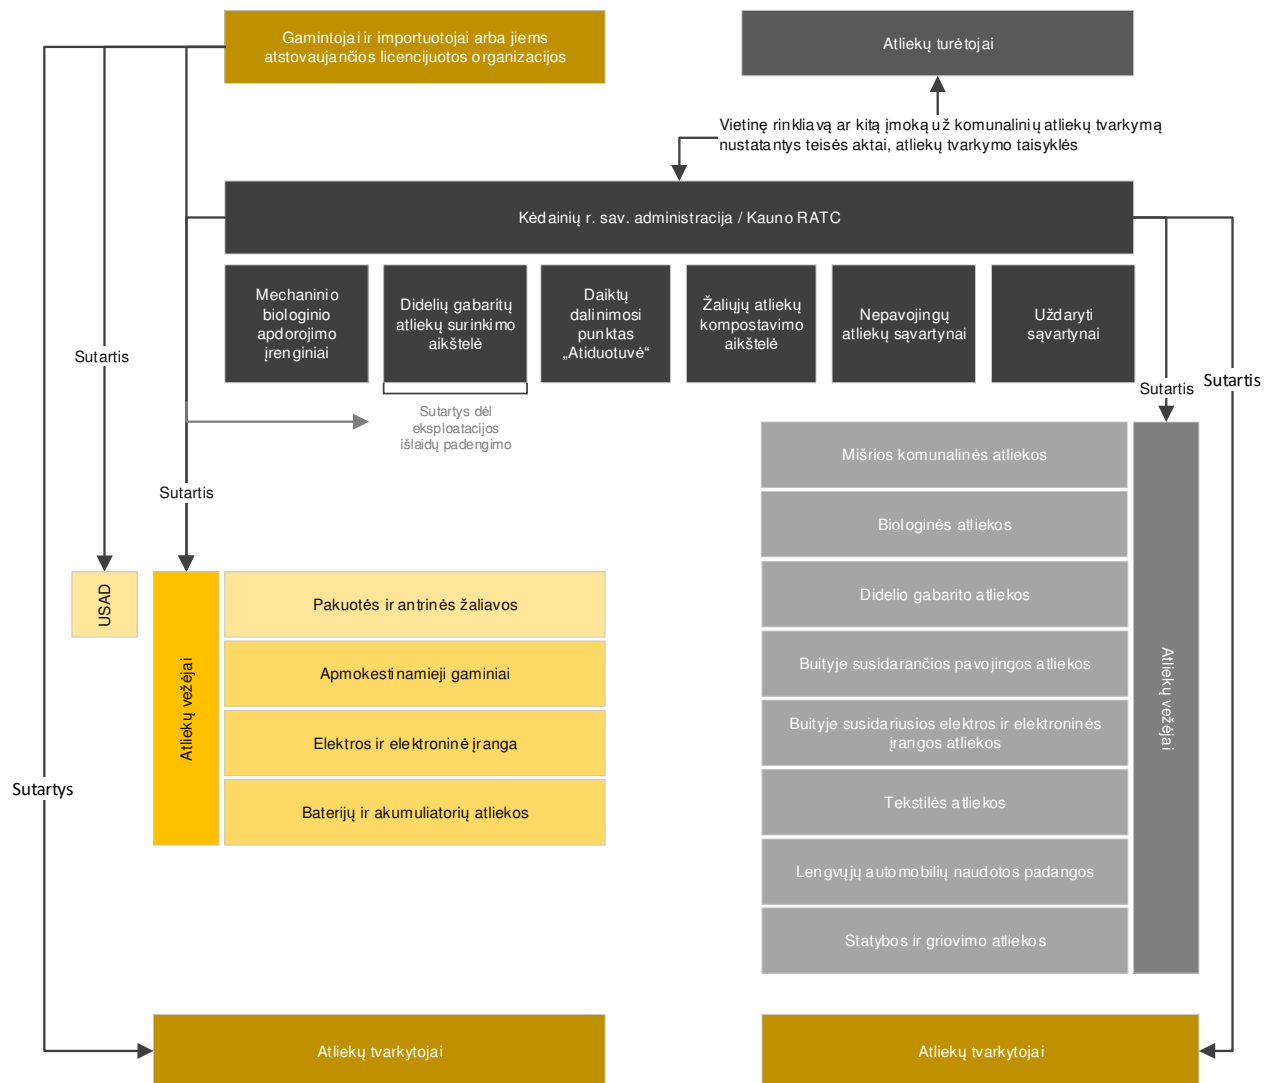 Gamintojai ir importuotojai arba jiems
atstovaujančios licencijuotos organizacijos
Atliekų turėtojai
Vietinę rinkliavą ar kitą įmoką už komunalinių atliekų tvarkymą
nustatantys teisės aktai, atliekų tvarkymo taisyklės
Kėdainių r. sav. administracija / Kauno RATC
Mechaninio
biologinio
apdorojimo
įrenginiai
Didelių gabaritų
atliekų surinkimo
aikštelė
Daiktų
dalinimosi
punktas
„Atiduotuvė“
Žaliųjų atliekų
kompostavimo
aikštelė
Nepavojingų
atliekų sąvartynai
Uždaryti
sąvartynai
Sutartis
Sutartis
Sutartis
Sutartys dėl
eksploatacijos
išlaidų padengimo
Sutartis
USAD
Atliekų vežėjai
Pakuotės ir antrinės žaliavos
Apmokestinamieji gaminiai
Elektros ir elektroninė įranga
Baterijų ir akumuliatorių atliekos
Sutartys
Mišrios komunalinės atliekos
Biologinės atliekos
Didelio gabarito atliekos
Buityje susidarančios pavojingos atliekos
Buityje susidariusios elektros ir elektroninės
įrangos atliekos
Tekstilės atliekos
Lengvųjų automobilių naudotos padangos
Statybos ir griovimo atliekos
Atliekų vežėjai
Atliekų tvarkytojai
Atliekų tvarkytojai